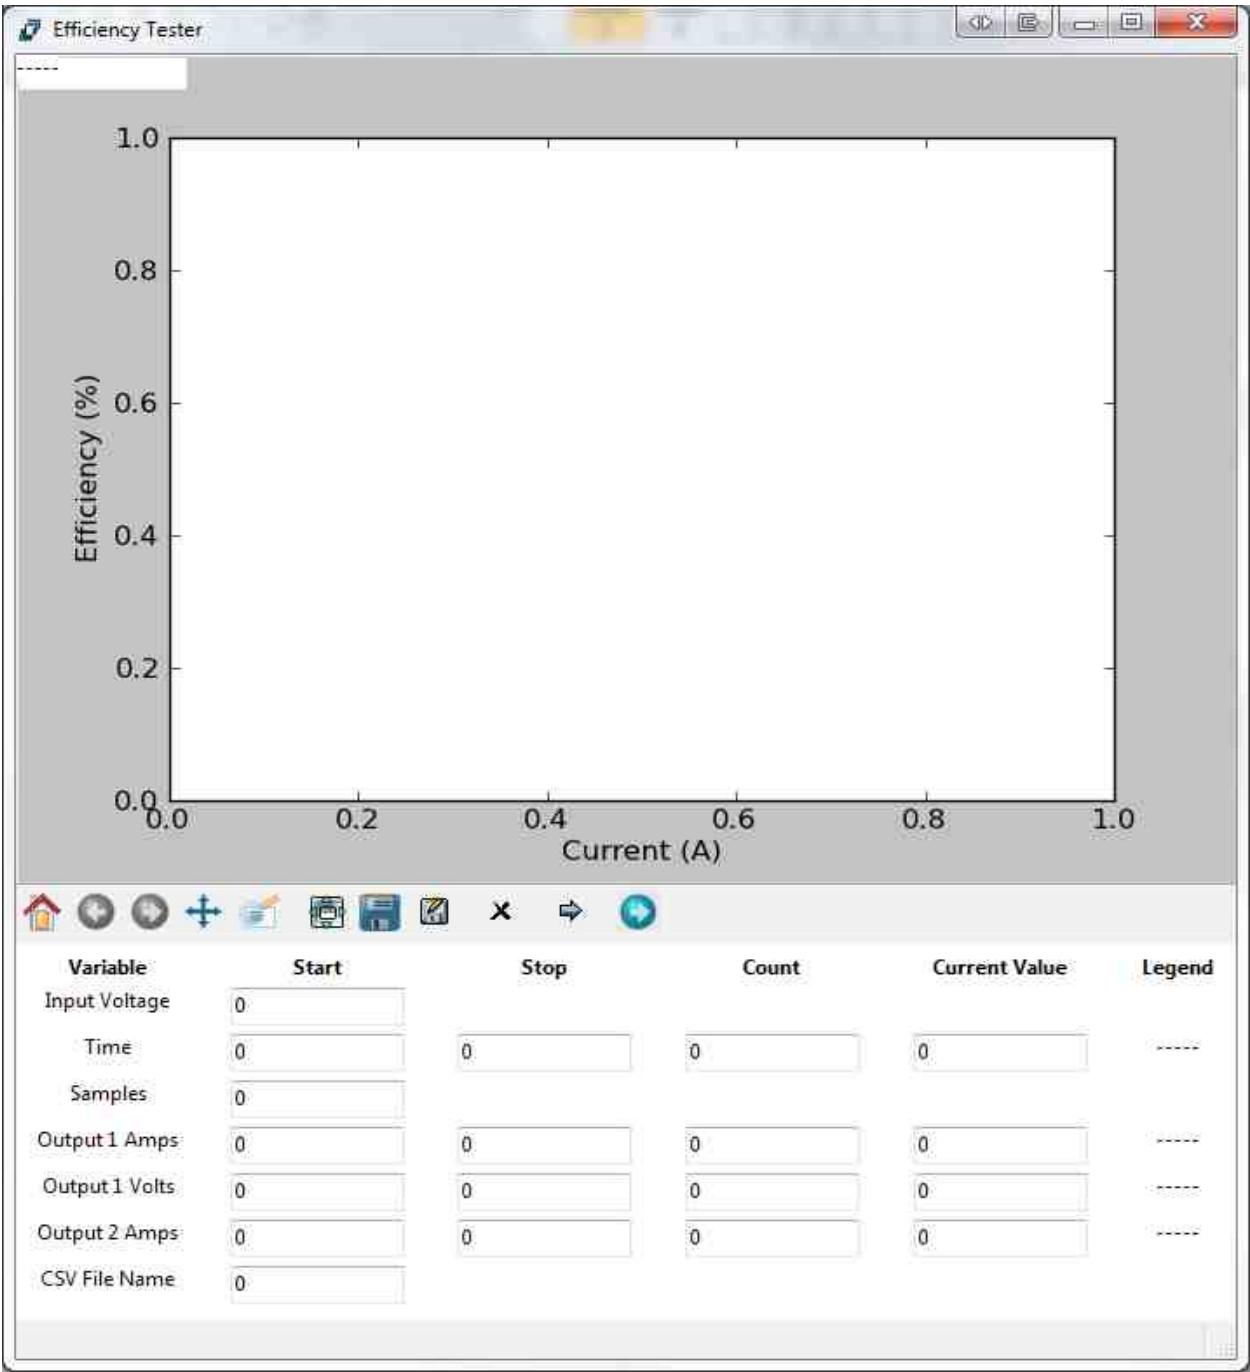 Efficiency Tester
-----
1.0
0.8
0.6
0.4
0.2
0.0
Efficiency (%)
0.0 0.2 0.4 0.6 0.8 1.0
Current (A)
Variable Start Stop Count Current Value Legend
Input Voltage 0
Time 0 0 0 0 -----
Samples 0
Output 1 Amps 0 0 0 0 -----
Output 1 Volts 0 0 0 0 -----
Output 2 Amps 0 0 0 0 -----
CSV File Name 0